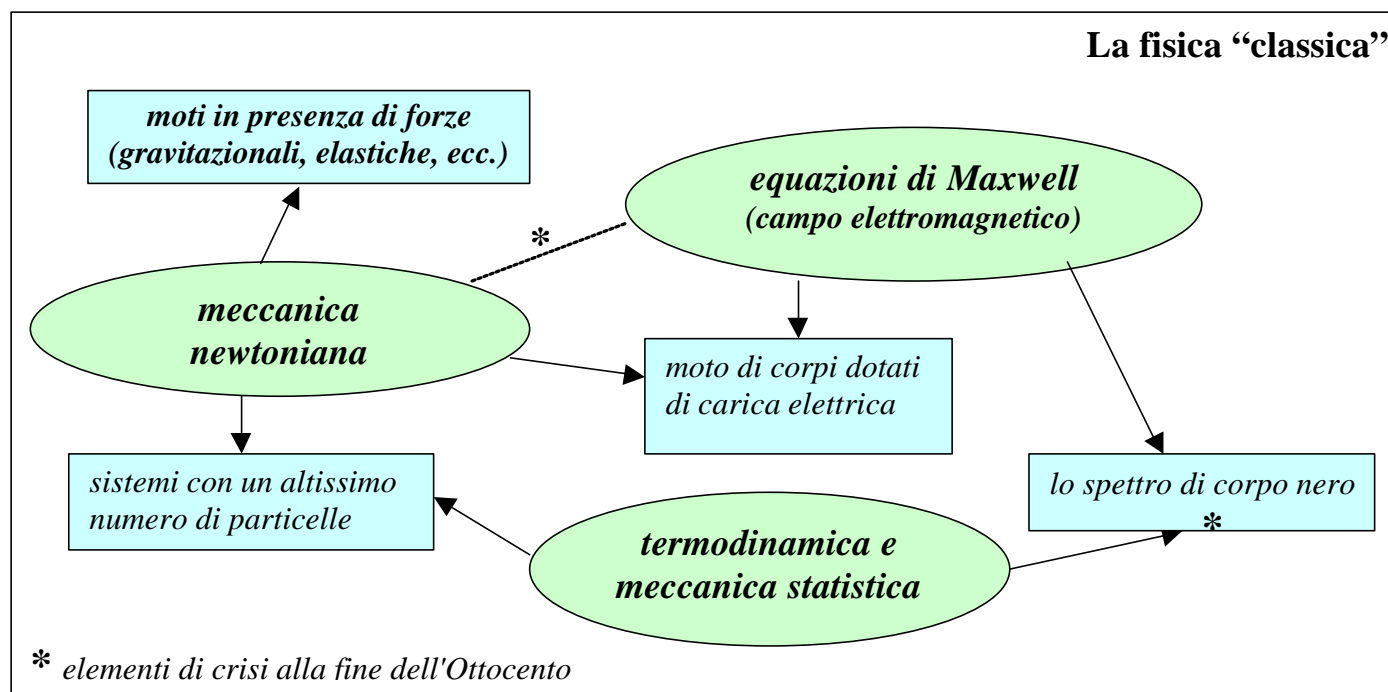 La fisica “classica”
moti in presenza di forze
(gravitazionali, elastiche, ecc.)
equazioni di Maxwell
(campo elettromagnetico)
*
meccanica
newtoniana
moto di corpi dotati
di carica elettrica
sistemi con un altissimo
numero di particelle
lo spettro di corpo nero
*
termodinamica e
meccanica statistica
* elementi di crisi alla fine dell'Ottocento